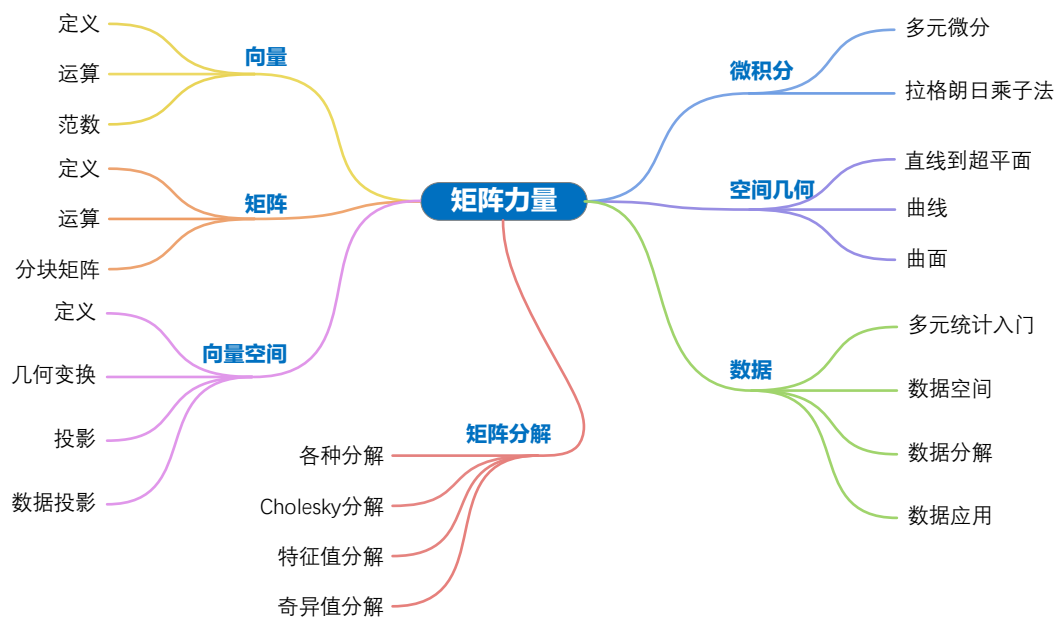 矩阵力量
向量
定义
运算
范数
矩阵
定义
运算
分块矩阵
向量空间
定义
几何变换
投影
数据投影
矩阵分解
各种分解
Cholesky分解
特征值分解
奇异值分解
微积分
多元微分
拉格朗日乘子法
空间几何
直线到超平面
曲线
曲面
数据
多元统计入门
数据空间
数据分解
数据应用